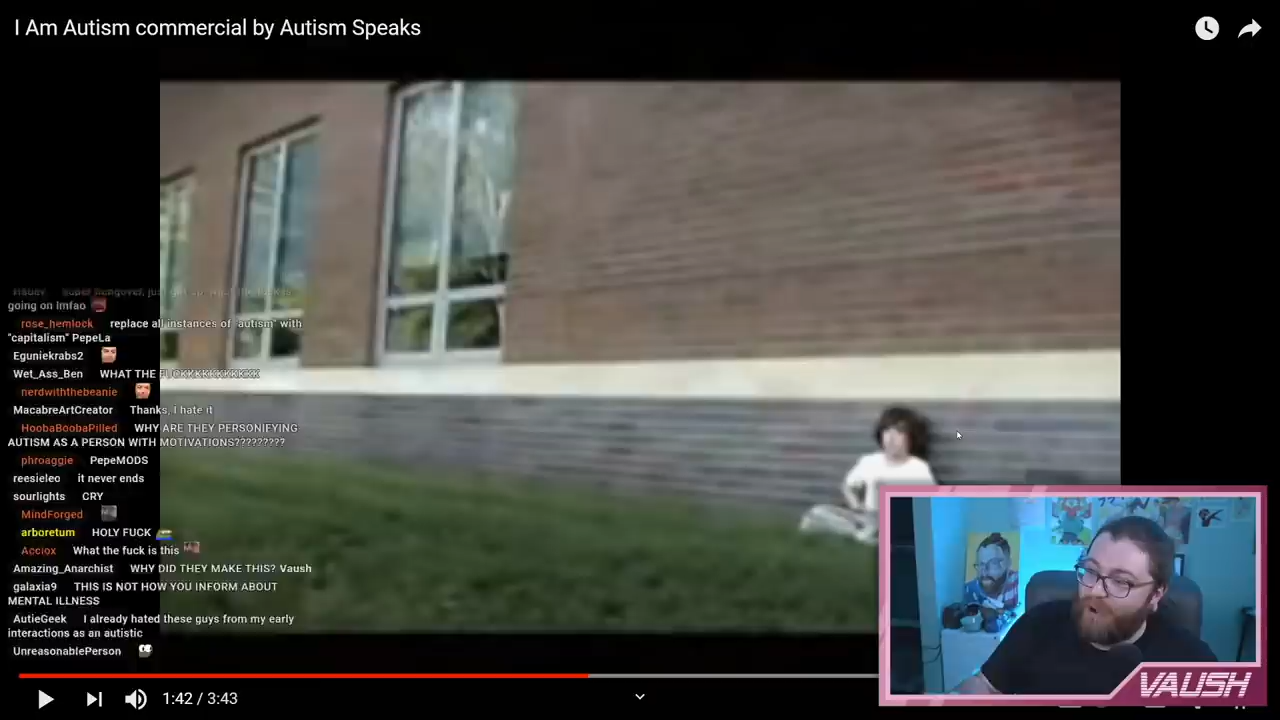 I Am Autism commercial by Autism Speaks
going on lmfao
rose_hemlock replace all instances of "autism" with
"capitalism" PepeLa
Eguniekrabs2
Wet_Ass_Ben WHAT THE FUCKKKKKKKKKK
nerdwiththebeanie
MacabreArtCreator Thanks, I hate it
HoobaBoobaPilled WHY ARE THEY PERSONIFYING
AUTISM AS A PERSON WITH MOTIVATIONS?????????
phroaggie PepeMODS
reesieleo it never ends
sourlights CRY
MindForged
arboretum HOLY FUCK
Acciox What the fuck is this
Amazing_Anarchist WHY DID THEY MAKE THIS? Vaush
galaxia9 THIS IS NOT HOW YOU INFORM ABOUT
MENTAL ILLNESS
AutieGeek I already hated these guys from my early
interactions as an autistic
UnreasonablePerson
1:42 / 3:43
VAUSH